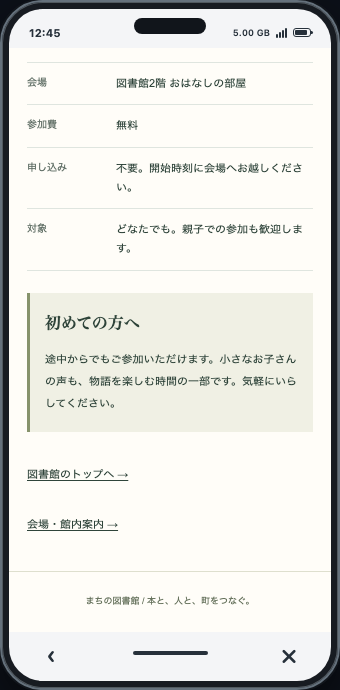 12:45
5.00 GB
会場
図書館2階 おはなしの部屋
参加費
無料
申し込み
不要。開始時刻に会場へお越しくださ
い。
対象
どなたでも。親子での参加も歓迎しま
す。
初めての方へ
途中からでもご参加いただけます。小さなお子さん
の声も、物語を楽しむ時間の一部です。気軽にいら
してください。
図書館のトップへ →
会場・館内案内 →
まちの図書館 / 本と、人と、町をつなぐ。